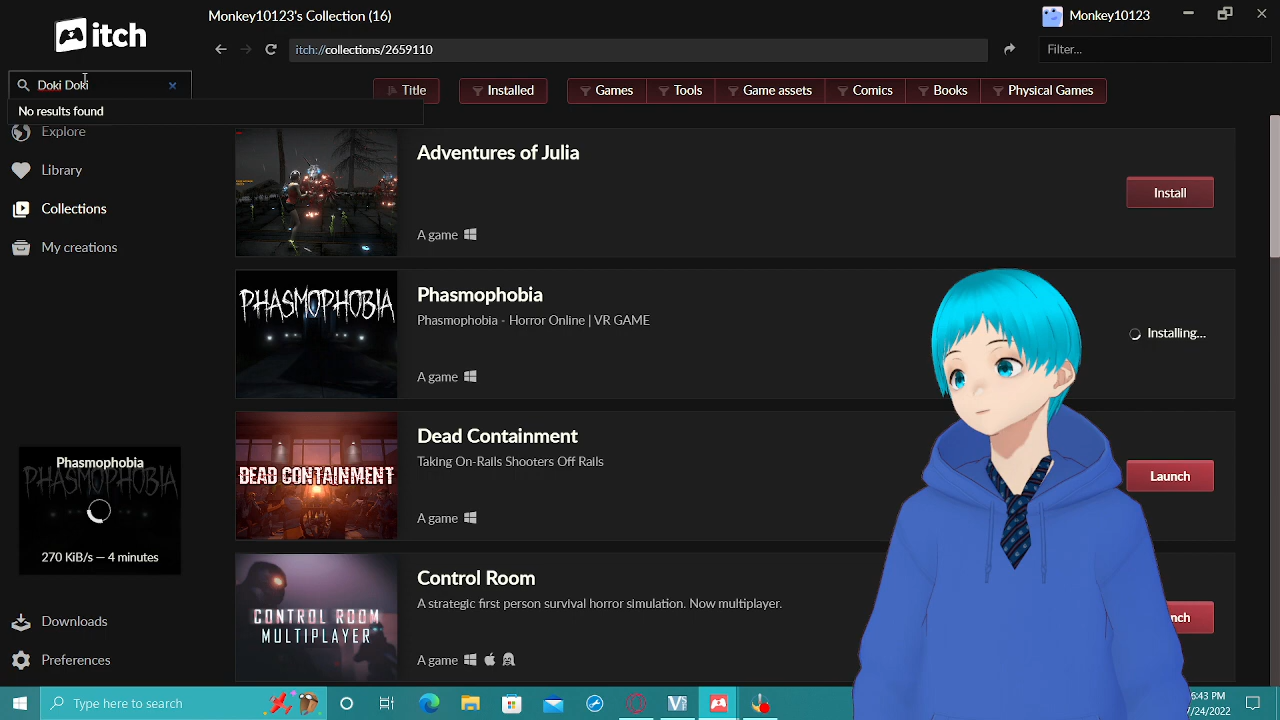 Monkey10123's Collection (16)
Monkey10123
itch
itch://collections/2659110
Filter...
Doki Doki
No results found
Title
Installed
Games
Tools
Game assets
Comics
Books
Physical Games
Explore
Library
Collections
My creations
Adventures of Julia
A game
Install
PHASMOPHOBIA
Phasmophobia
Phasmophobia - Horror Online | VR GAME
A game
Installing...
DEAD CONTAINMENT
Dead Containment
Taking On-Rails Shooters Off Rails
A game
Launch
PHASMOPHOBIA
Phasmophobia
270 KiB/s — 4 minutes
CONTROL ROOM
MULTIPLAYER
Control Room
A strategic first person survival horror simulation. Now multiplayer.
A game
nch
Downloads
Preferences
Type here to search
6:43 PM
/24/2022